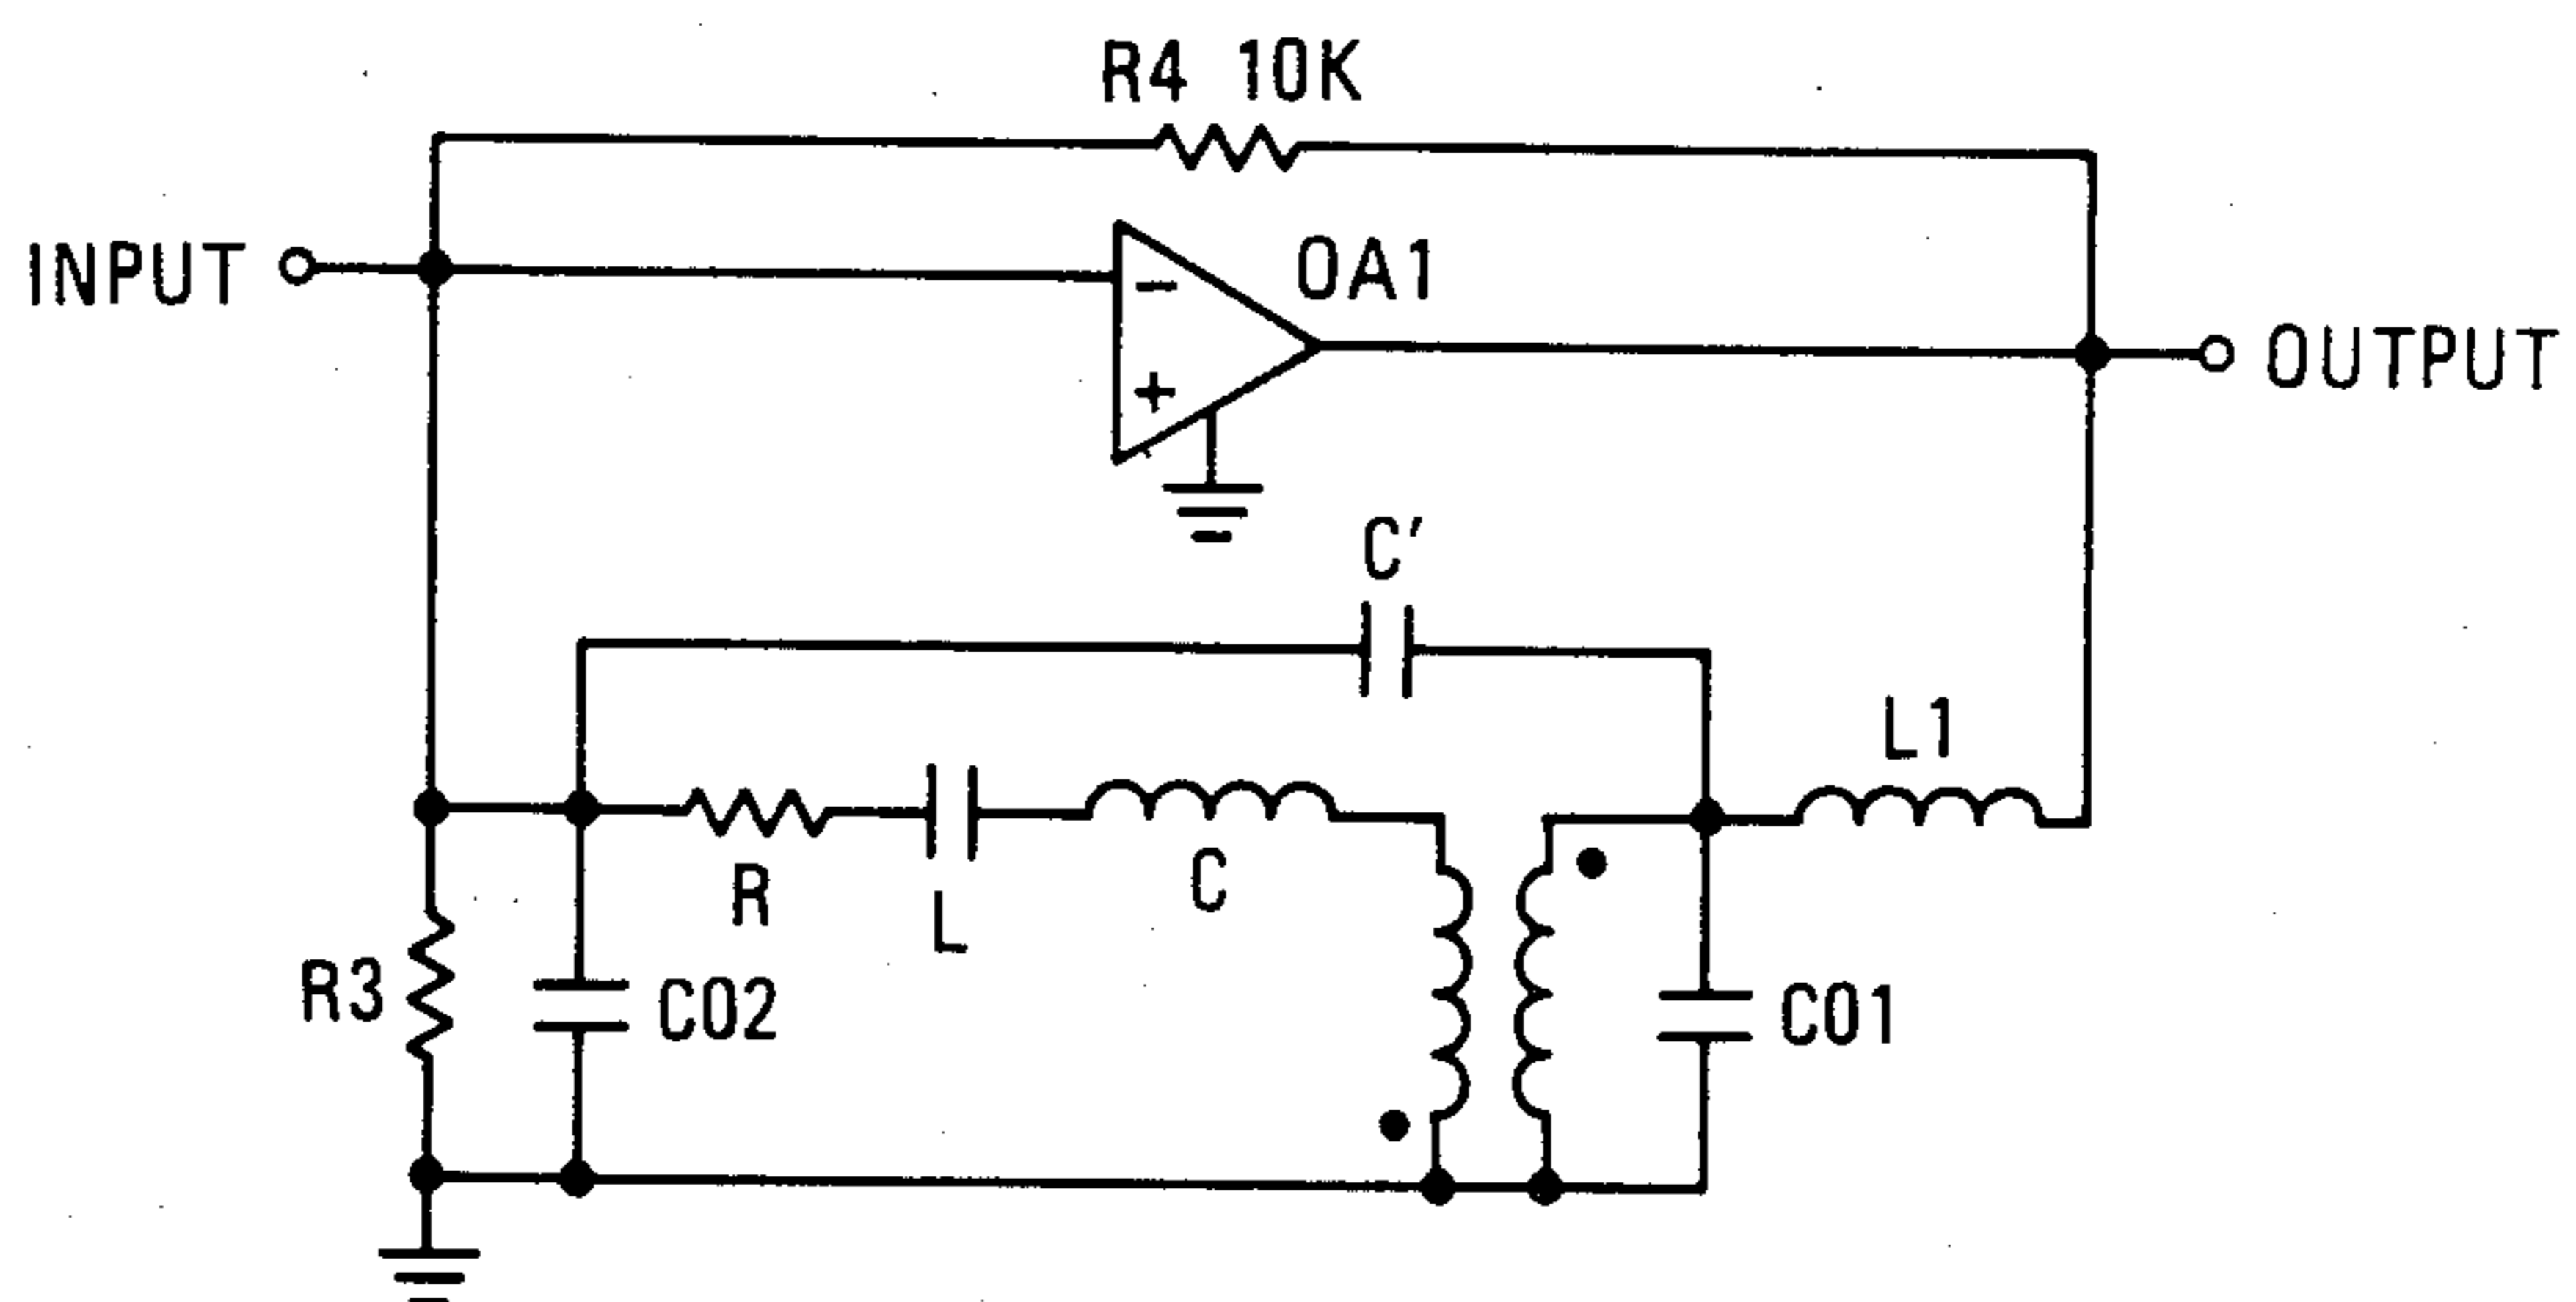 R4 10K
INPUT
OA1
-
+
OUTPUT
C'
L1
R
L
C
R3
C02
C01